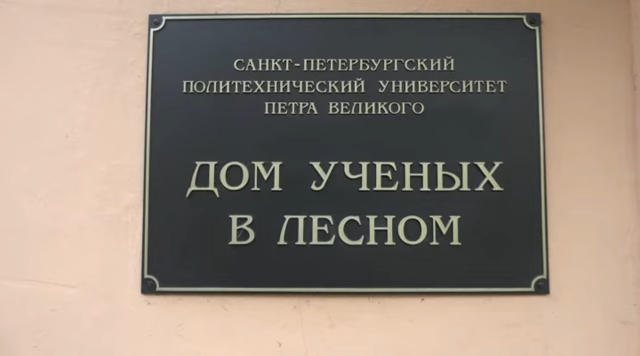 САНКТ-ПЕТЕРБУРГСКИЙ
ПОЛИТЕХНИЧЕСКИЙ УНИВЕРСИТЕТ
ПЕТРА ВЕЛИКОГО
ДОМ УЧЕНЫХ
В ЛЕСНОМ